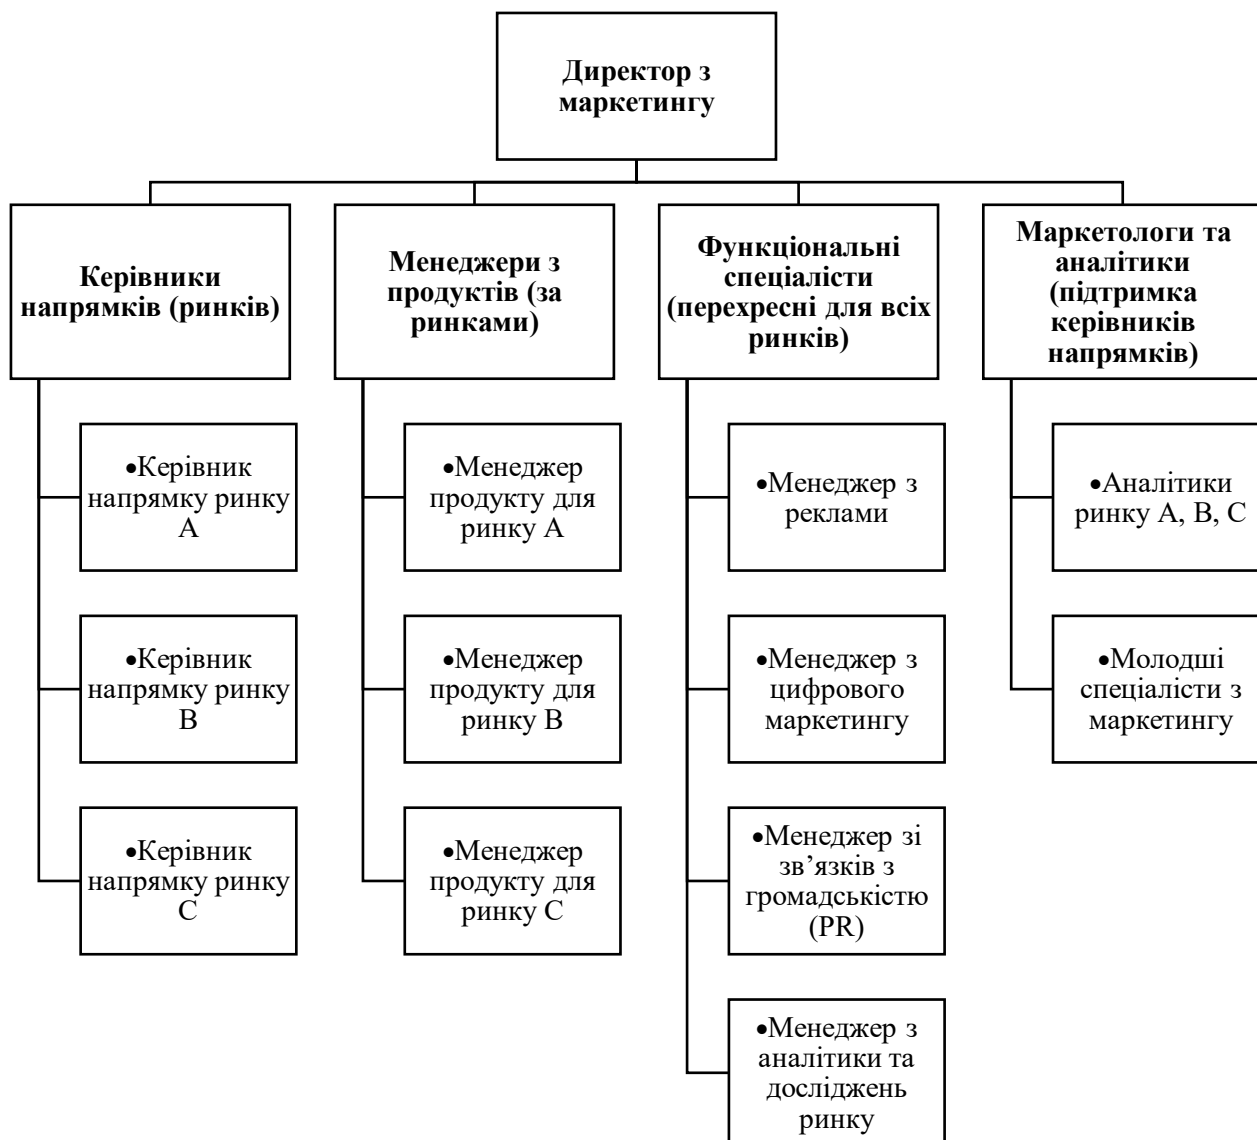 Директор з
маркетингу
Керівники
напрямків (ринків)
Менеджери з
продуктів (за
ринками)
Функціональні
спеціалісти
(перехресні для всіх
ринків)
Маркетологи та
аналітики
(підтримка
керівників
напрямків)
•Керівник
напрямку ринку
А
•Керівник
напрямку ринку
В
•Керівник
напрямку ринку
С
•Менеджер
продукту для
ринку А
•Менеджер
продукту для
ринку В
•Менеджер
продукту для
ринку С
•Менеджер з
реклами
•Менеджер з
цифрового
маркетингу
•Менеджер зі
зв’язків з
громадськістю
(PR)
•Менеджер з
аналітики та
досліджень
ринку
•Аналітики
ринку А, В, С
•Молодші
спеціалісти з
маркетингу